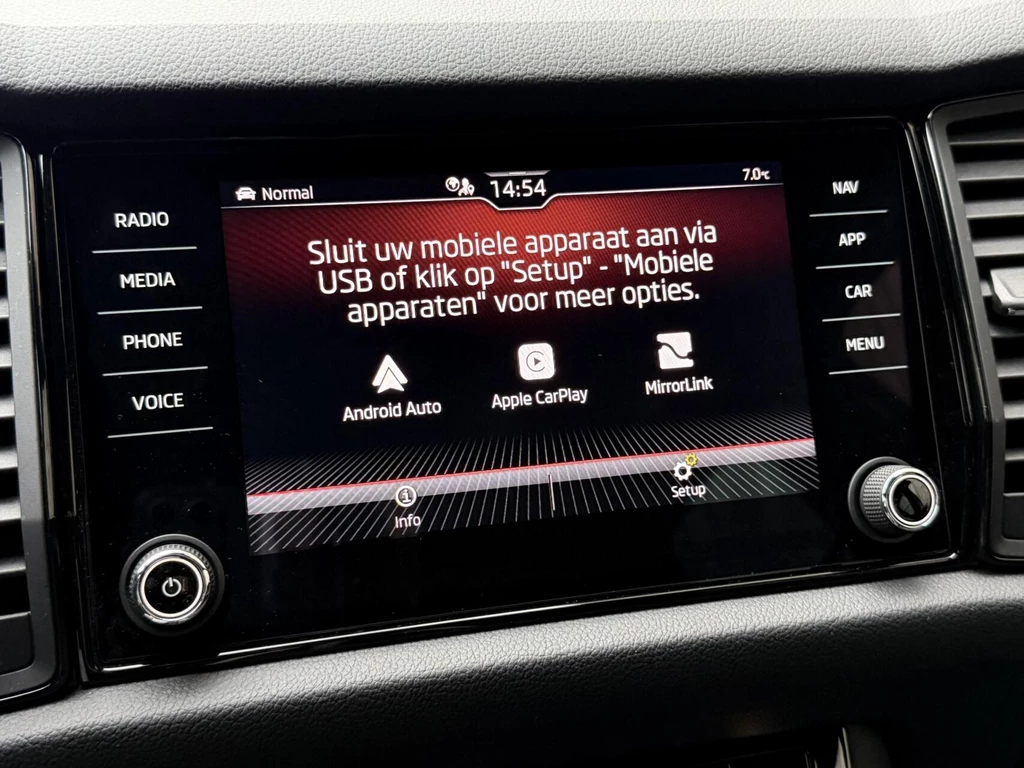 Normal
14:54
7.0°C
Sluit uw mobiele apparaat aan via
USB of klik op "Setup" - "Mobiele
apparaten" voor meer opties.
Android Auto
Apple CarPlay
MirrorLink
Info
Setup
RADIO
MEDIA
PHONE
VOICE
NAV
APP
CAR
MENU